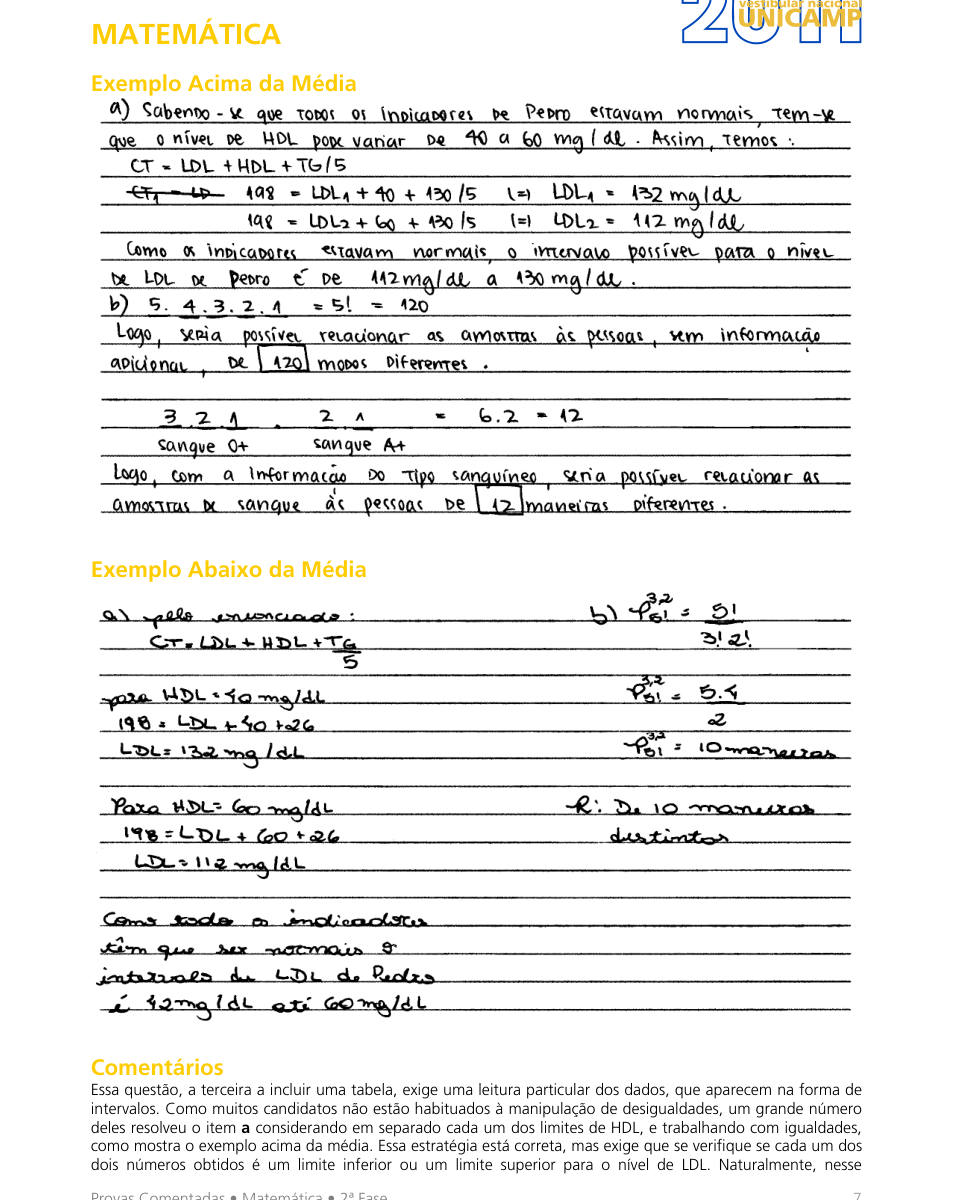 vestibular nacional
2011
UNICAMP
MATEMÁTICA
Exemplo Acima da Média
a) Sabendo-se que todos os indicadores de Pedro estavam normais, tem-se
que o nível de HDL pode variar de 40 a 60 mg/dl. Assim, temos:
CT = LDL + HDL + TG/5
CT₁ = LD 198 = LDL₁ + 40 + 130/5 (=) LDL₁ = 132 mg/dl
198 = LDL₂ + 60 + 130/5 (=) LDL₂ = 112 mg/dl
Como os indicadores estavam normais, o intervalo possível para o nível
de LDL de Pedro é de 112mg/dl a 130mg/dl.
b) 5. 4. 3. 2. 1 = 5! = 120
Logo, seria possível relacionar as amostras às pessoas, sem informação
adicional, de 120 modos diferentes.
3 . 2 . 1 . 2 1 = 6.2 = 12
sangue O+ sangue A+
Logo, com a informação do tipo sanguíneo, seria possível relacionar as
amostras de sangue às pessoas de 12 maneiras diferentes.
Exemplo Abaixo da Média
a) pelo enunciado:
CT = LDL + HDL + TG/5
para HDL = 40 mg/dL
198 = LDL + 40 + 26
LDL = 132 mg/dL
Para HDL = 60 mg/dL
198 = LDL + 60 + 26
LDL = 112 mg/dL
Como todo o indicadores
têm que ser normais o
intervalo de LDL de Pedro
é 42mg/dL até 60mg/dL
b) P5!^3,2 = 5!/3!2!
P5!^3,2 = 5.4/2
P5!^3,2 = 10 maneiras
R: De 10 maneiras
distintos
Comentários
Essa questão, a terceira a incluir uma tabela, exige uma leitura particular dos dados, que aparecem na forma de
intervalos. Como muitos candidatos não estão habituados à manipulação de desigualdades, um grande número
deles resolveu o item a considerando em separado cada um dos limites de HDL, e trabalhando com igualdades,
como mostra o exemplo acima da média. Essa estratégia está correta, mas exige que se verifique se cada um dos
dois números obtidos é um limite inferior ou um limite superior para o nível de LDL. Naturalmente, nesse
Provas Comentadas • Matemática • 2ª Fase 7